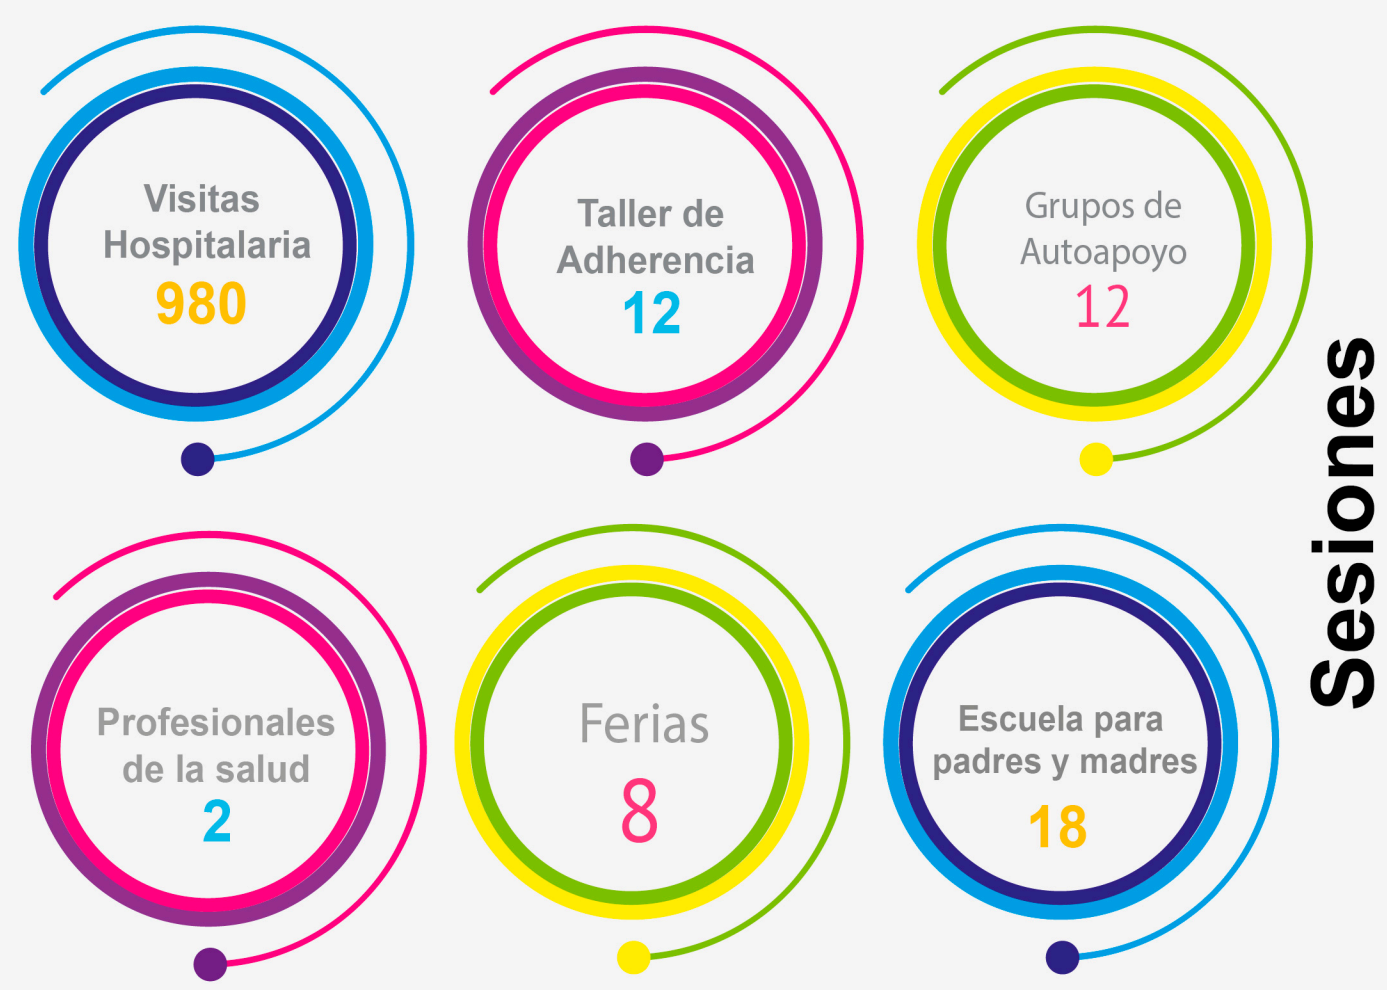 Visitas
Hospitalaria
980
Taller de
Adherencia
12
Grupos de
Autoapoyo
12
Profesionales
de la salud
2
Ferias
8
Escuela para
padres y madres
18
Sesiones